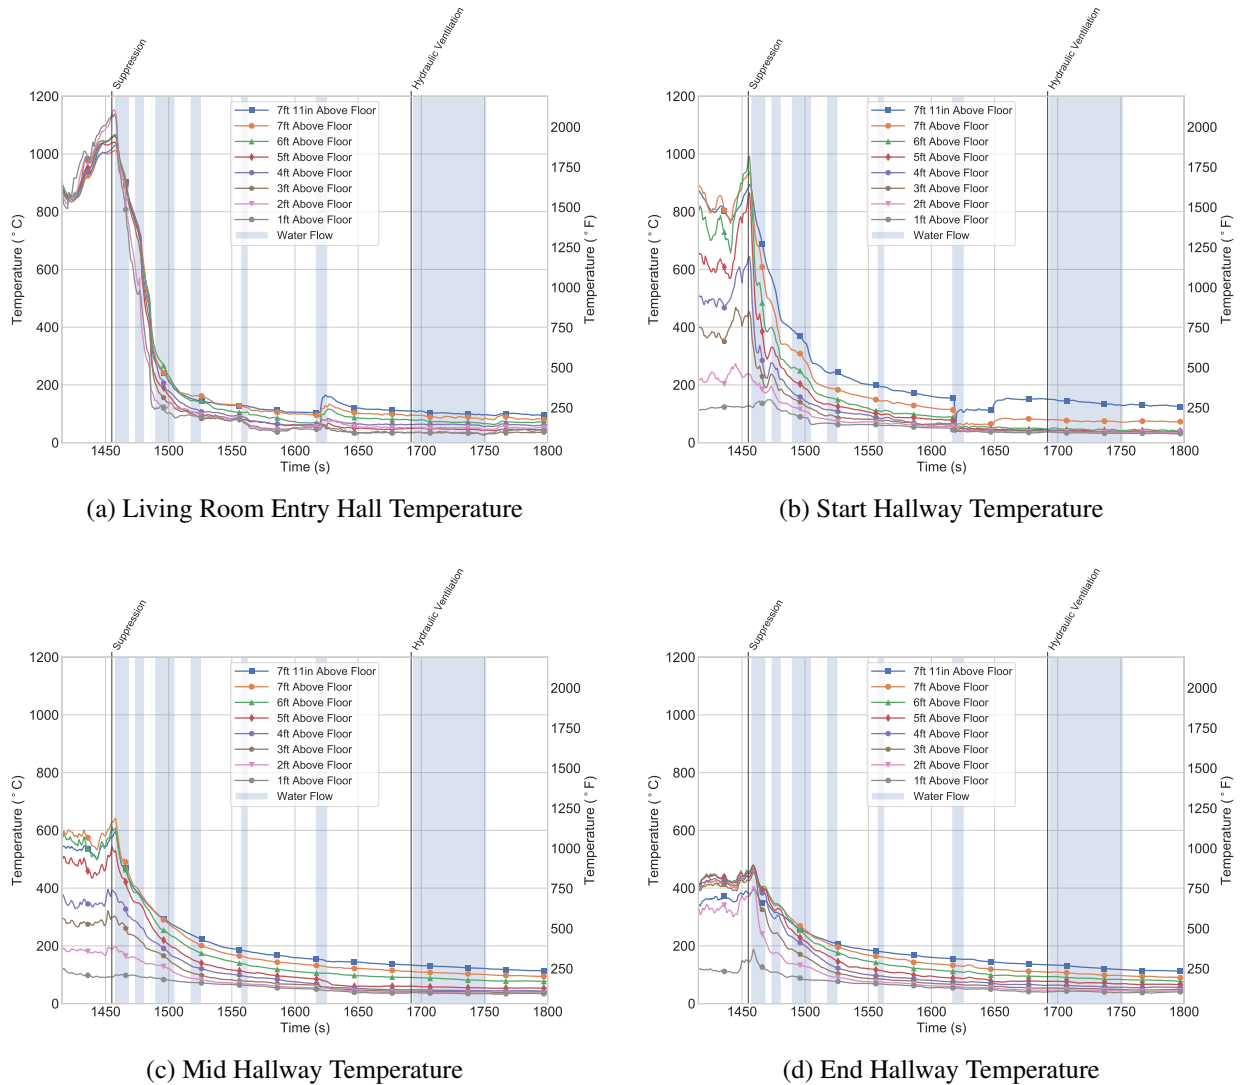 Suppression
Hydraulic Ventilation
1200
1000
800
600
400
200
0
Temperature (°C)
2000
1750
1500
1250
1000
750
500
250
Temperature (°F)
7ft 11in Above Floor
7ft Above Floor
6ft Above Floor
5ft Above Floor
4ft Above Floor
3ft Above Floor
2ft Above Floor
1ft Above Floor
Water Flow
1450 1500 1550 1600 1650 1700 1750 1800
Time (s)
(a) Living Room Entry Hall Temperature
Suppression
Hydraulic Ventilation
1200
1000
800
600
400
200
0
Temperature (°C)
2000
1750
1500
1250
1000
750
500
250
Temperature (°F)
7ft 11in Above Floor
7ft Above Floor
6ft Above Floor
5ft Above Floor
4ft Above Floor
3ft Above Floor
2ft Above Floor
1ft Above Floor
Water Flow
1450 1500 1550 1600 1650 1700 1750 1800
Time (s)
(b) Start Hallway Temperature
Suppression
Hydraulic Ventilation
1200
1000
800
600
400
200
0
Temperature (°C)
2000
1750
1500
1250
1000
750
500
250
Temperature (°F)
7ft 11in Above Floor
7ft Above Floor
6ft Above Floor
5ft Above Floor
4ft Above Floor
3ft Above Floor
2ft Above Floor
1ft Above Floor
Water Flow
1450 1500 1550 1600 1650 1700 1750 1800
Time (s)
(c) Mid Hallway Temperature
Suppression
Hydraulic Ventilation
1200
1000
800
600
400
200
0
Temperature (°C)
2000
1750
1500
1250
1000
750
500
250
Temperature (°F)
7ft 11in Above Floor
7ft Above Floor
6ft Above Floor
5ft Above Floor
4ft Above Floor
3ft Above Floor
2ft Above Floor
1ft Above Floor
Water Flow
1450 1500 1550 1600 1650 1700 1750 1800
Time (s)
(d) End Hallway Temperature